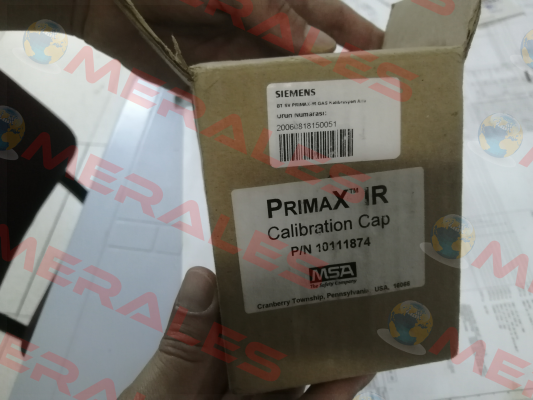 SIEMENS
Ürün Numarası:
20060818150051
PRIMAX™ IR
Calibration Cap
P/N 10111874
MSA
The Safety Company
Cranberry Township, Pennsylvania, USA, 16066
MERALES
MERALES
MERALES